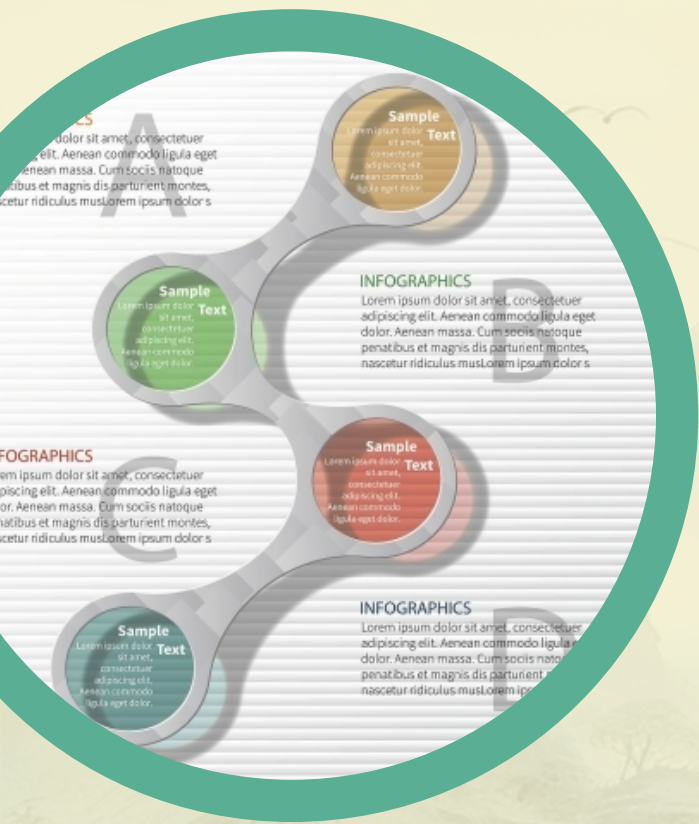 CS
dolor sit amet, consectetuer
elit. Aenean commodo ligula eget
enean massa. Cum sociis natoque
et magnis dis parturient montes,
ridiculus musLorem ipsum dolor s
A
Sample
Text
Lorem ipsum dolor
sit amet,
consectetuer
adipiscing elit.
Aenean commodo
ligula eget dolor.
Sample
Text
Lorem ipsum dolor
sit amet,
consectetuer
adipiscing elit.
Aenean commodo
ligula eget dolor.
INFOGRAPHICS
Lorem ipsum dolor sit amet, consectetuer
adipiscing elit. Aenean commodo ligula eget
dolor. Aenean massa. Cum sociis natoque
penatibus et magnis dis parturient montes,
nascetur ridiculus musLorem ipsum dolor s
B
FOGRAPHICS
em ipsum dolor sit amet, consectetuer
piscing elit. Aenean commodo ligula eget
or. Aenean massa. Cum sociis natoque
natibus et magnis dis parturient montes,
scetur ridiculus musLorem ipsum dolor s
C
Sample
Text
Lorem ipsum dolor
sit amet,
consectetuer
adipiscing elit.
Aenean commodo
ligula eget dolor.
Sample
Text
Lorem ipsum dolor
sit amet,
consectetuer
adipiscing elit.
Aenean commodo
ligula eget dolor.
INFOGRAPHICS
Lorem ipsum dolor sit amet, consectetuer
adipiscing elit. Aenean commodo ligula
dolor. Aenean massa. Cum sociis nato
penatibus et magnis dis parturient
nascetur ridiculus musLorem ips
D